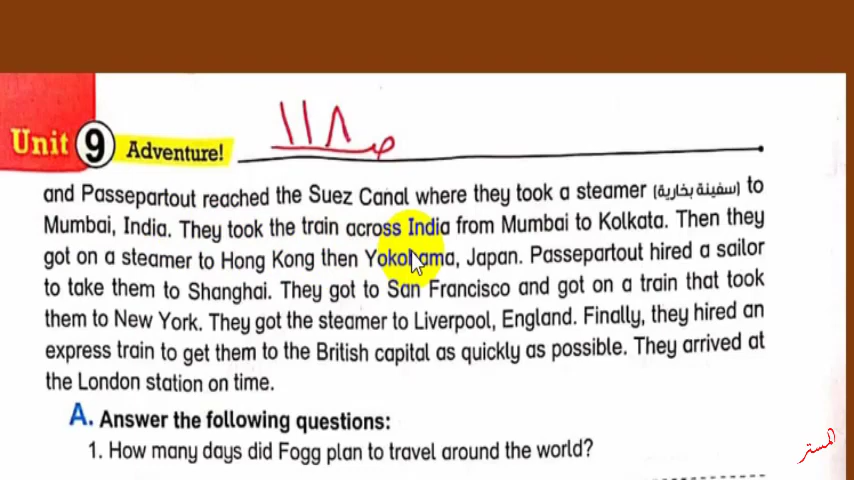 ١١٨ ص
Unit 9 Adventure!
and Passepartout reached the Suez Canal where they took a steamer (سفينة بخارية) to
Mumbai, India. They took the train across India from Mumbai to Kolkata. Then they
got on a steamer to Hong Kong then Yokohama, Japan. Passepartout hired a sailor
to take them to Shanghai. They got to San Francisco and got on a train that took
them to New York. They got the steamer to Liverpool, England. Finally, they hired an
express train to get them to the British capital as quickly as possible. They arrived at
the London station on time.
A. Answer the following questions:
1. How many days did Fogg plan to travel around the world?
المستر